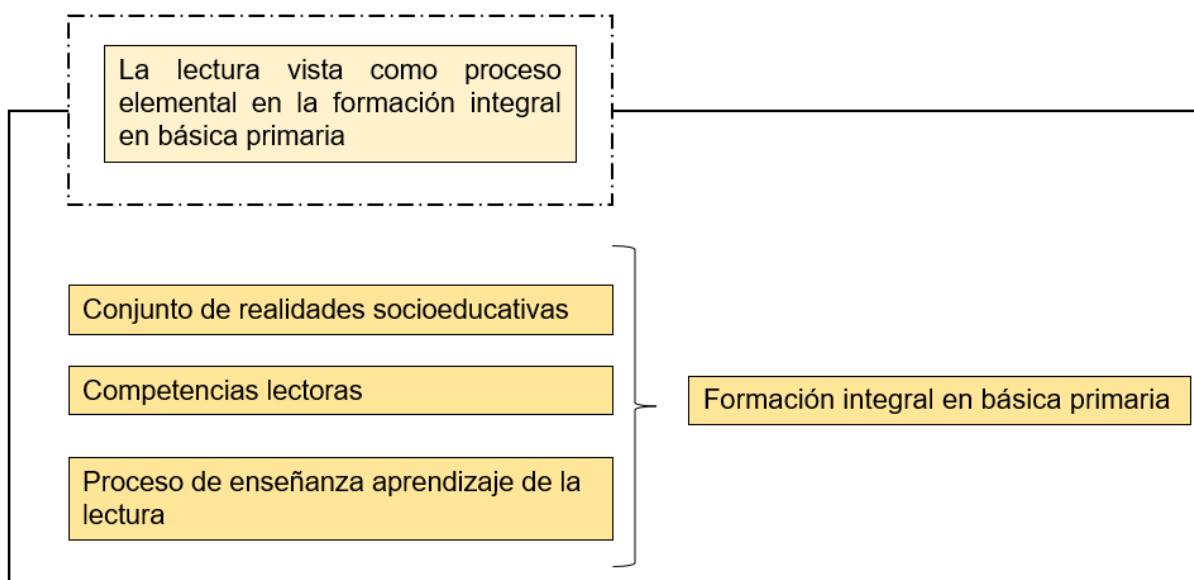 La lectura vista como proceso
elemental en la formación integral
en básica primaria
Conjunto de realidades socioeducativas
Competencias lectoras
Proceso de enseñanza aprendizaje de la
lectura
Formación integral en básica primaria